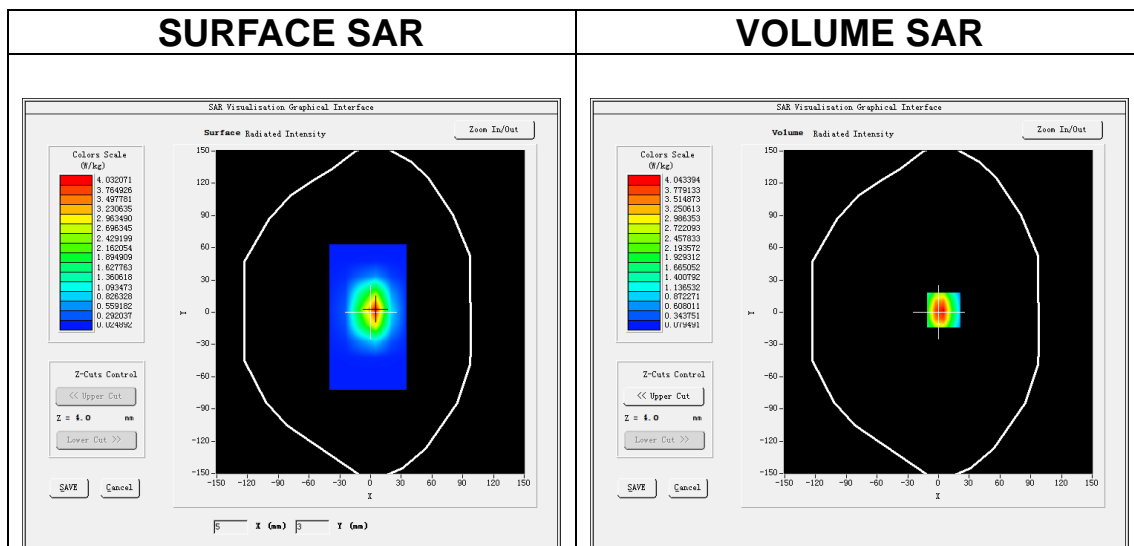 SURFACE SAR
VOLUME SAR
SAR Visualisation Graphical Interface
Surface Radiated Intensity
Zoom In/Out
Colors Scale
(W/kg)
4.032071
3.764926
3.497781
3.230635
2.963490
2.696345
2.429199
2.162054
1.894909
1.627763
1.360618
1.093473
0.826328
0.559182
0.292037
0.024892
150
120
90
60
30
0
-30
-60
-90
-120
-150
Y
-150 -120 -90 -60 -30 0 30 60 90 120 150
X
Z-Cuts Control
<< Upper Cut
Z = 4.0 mm
Lower Cut >>
SAVE Cancel
5 X (mm) 3 Y (mm)
SAR Visualisation Graphical Interface
Volume Radiated Intensity
Zoom In/Out
Colors Scale
(W/kg)
4.043394
3.779133
3.514873
3.250613
2.986353
2.722093
2.457833
2.193572
1.929312
1.665052
1.400792
1.136532
0.872271
0.608011
0.343751
0.079491
150
120
90
60
30
0
-30
-60
-90
-120
-150
Y
-150 -120 -90 -60 -30 0 30 60 90 120 150
X
Z-Cuts Control
<< Upper Cut
Z = 4.0 mm
Lower Cut >>
SAVE Cancel